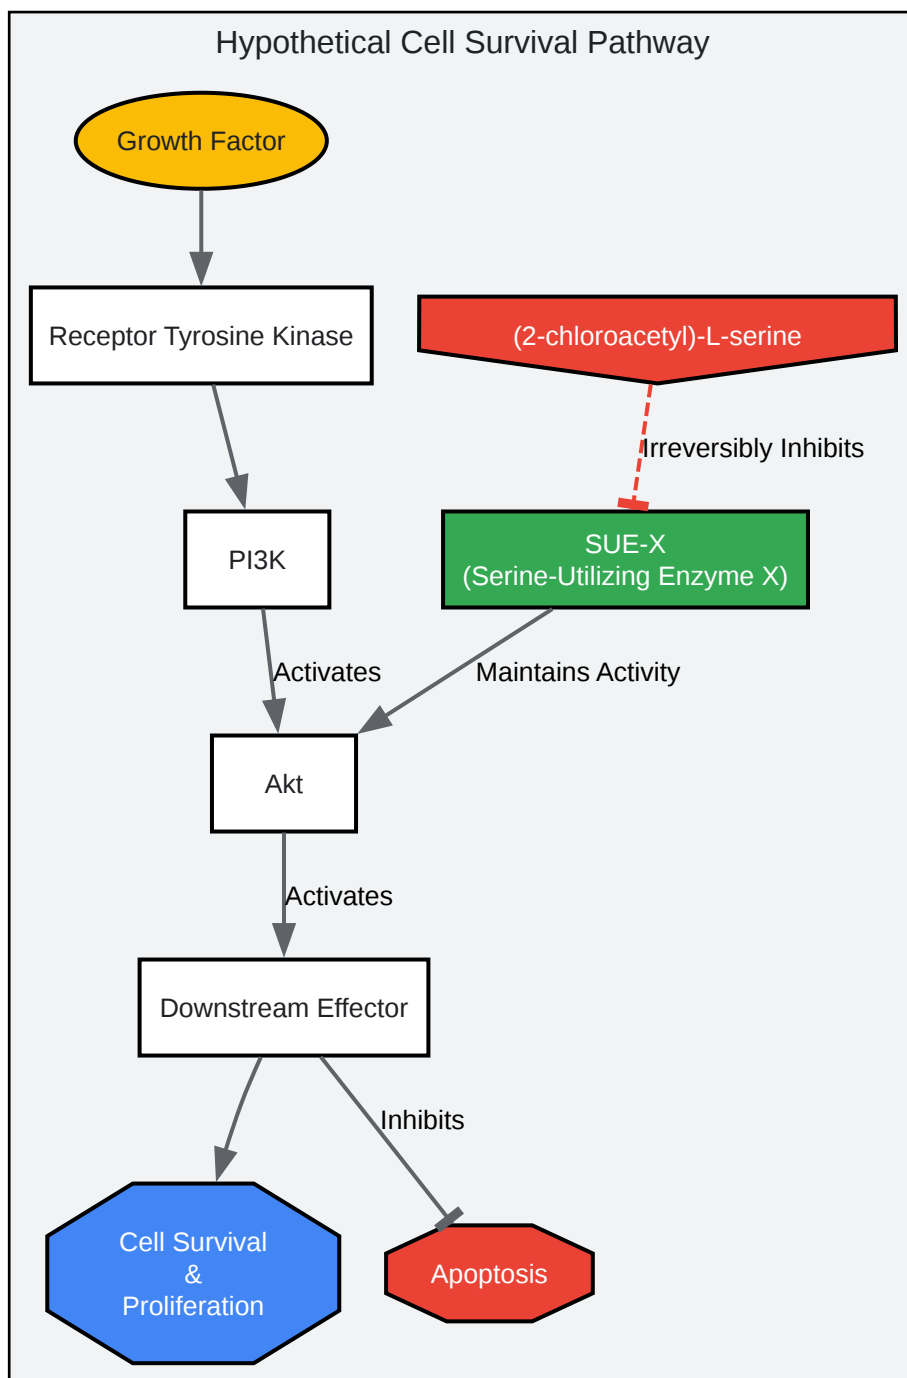 Hypothetical Cell Survival Pathway
Growth Factor
Receptor Tyrosine Kinase
(2-chloroacetyl)-L-serine
Irreversibly Inhibits
PI3K
SUE-X
(Serine-Utilizing Enzyme X)
Activates
Maintains Activity
Akt
Activates
Downstream Effector
Inhibits
Cell Survival
&
Proliferation
Apoptosis